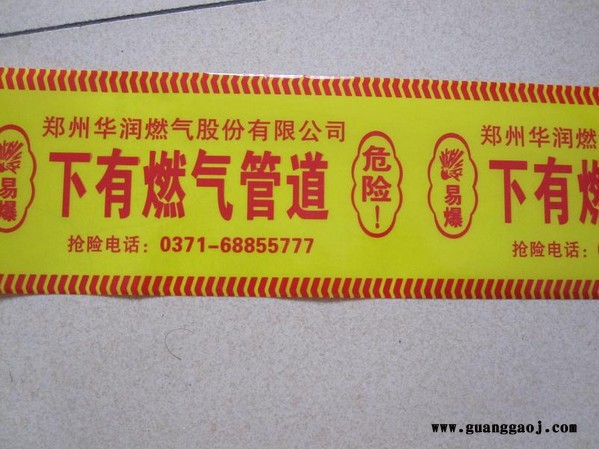 易爆
郑州华润燃气股份有限公司
下有燃气管道
抢险电话：0371-68855777
危险！
易爆
郑州华润燃
下有燃
抢险电话：
www.guanggaoj.com